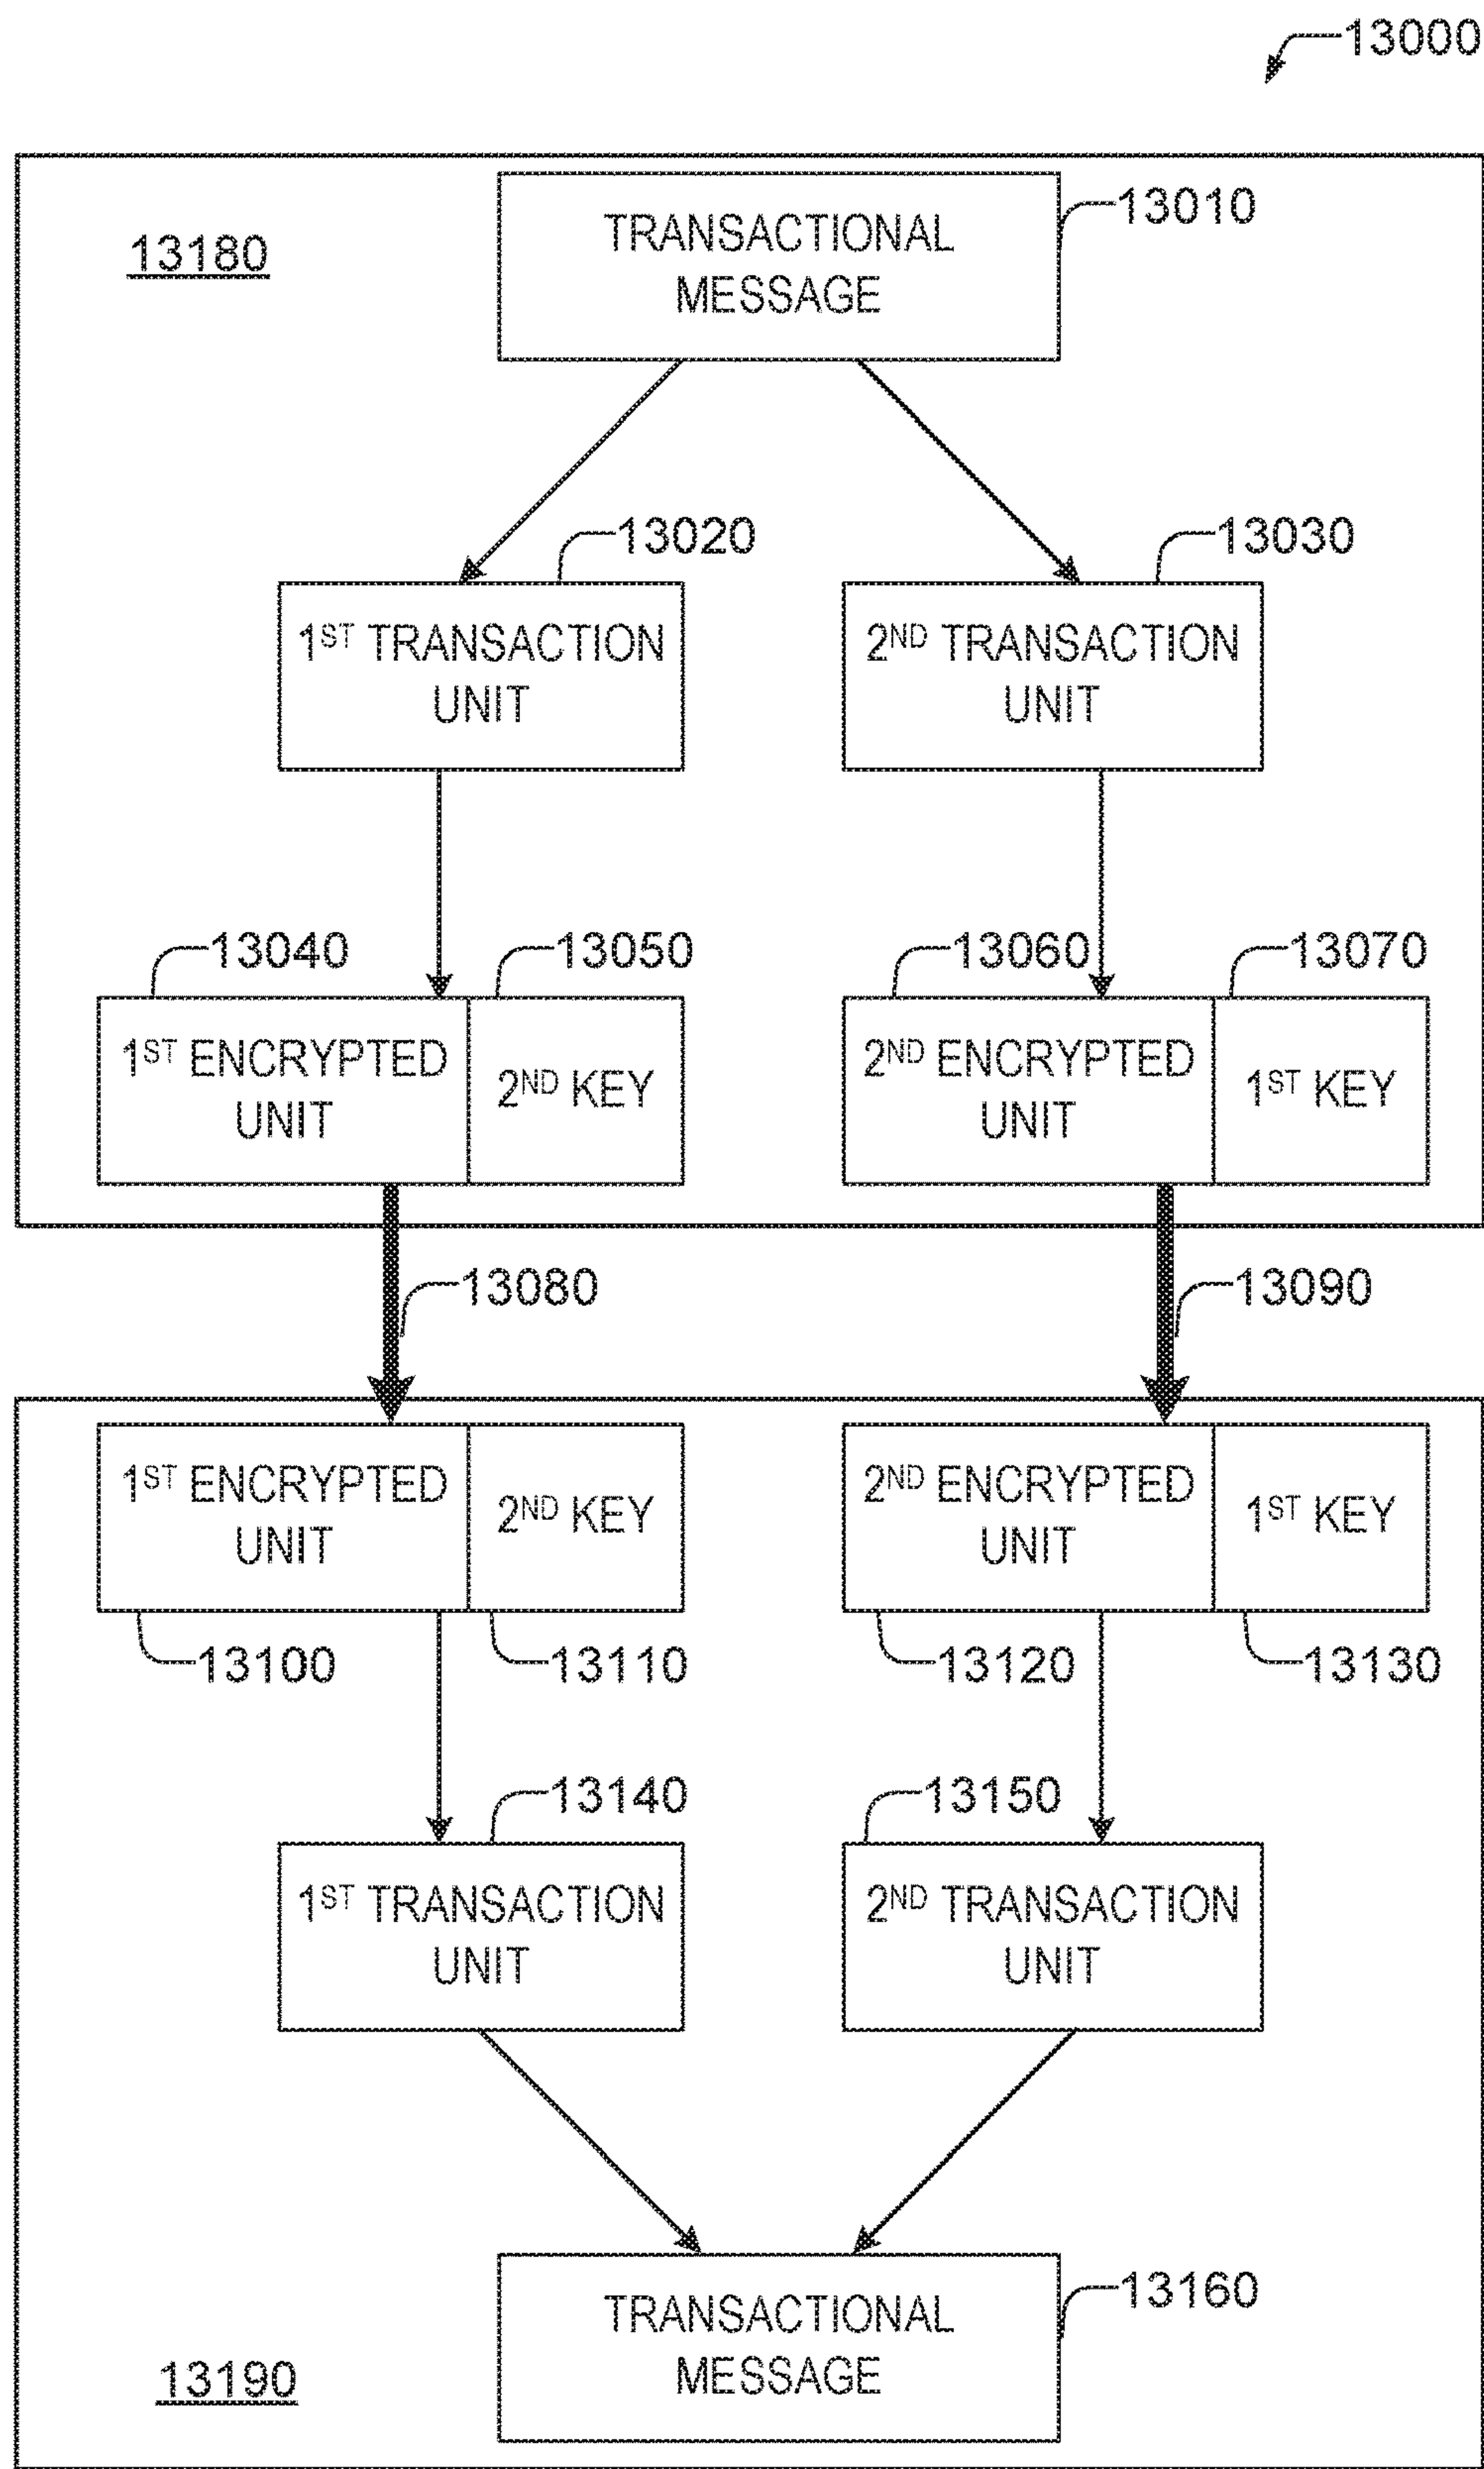 13000
13180
TRANSACTIONAL
MESSAGE
13010
13020
13030
1ST TRANSACTION
UNIT
2ND TRANSACTION
UNIT
13040
13050
13060
13070
1ST ENCRYPTED
UNIT
2ND KEY
2ND ENCRYPTED
UNIT
1ST KEY
13080
13090
1ST ENCRYPTED
UNIT
2ND KEY
2ND ENCRYPTED
UNIT
1ST KEY
13100
13110
13120
13130
13140
13150
1ST TRANSACTION
UNIT
2ND TRANSACTION
UNIT
TRANSACTIONAL
MESSAGE
13160
13190